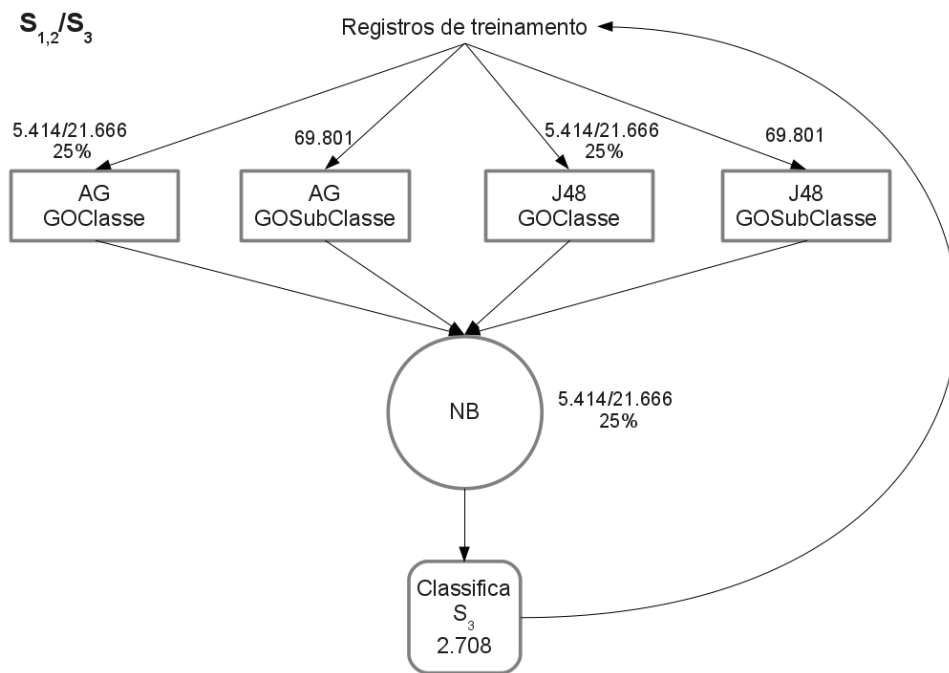 S1,2/S3
Registros de treinamento
5.414/21.666
25%
69.801
5.414/21.666
25%
69.801
AG
GOClasse
AG
GOSubClasse
J48
GOClasse
J48
GOSubClasse
NB
5.414/21.666
25%
Classifica
S3
2.708